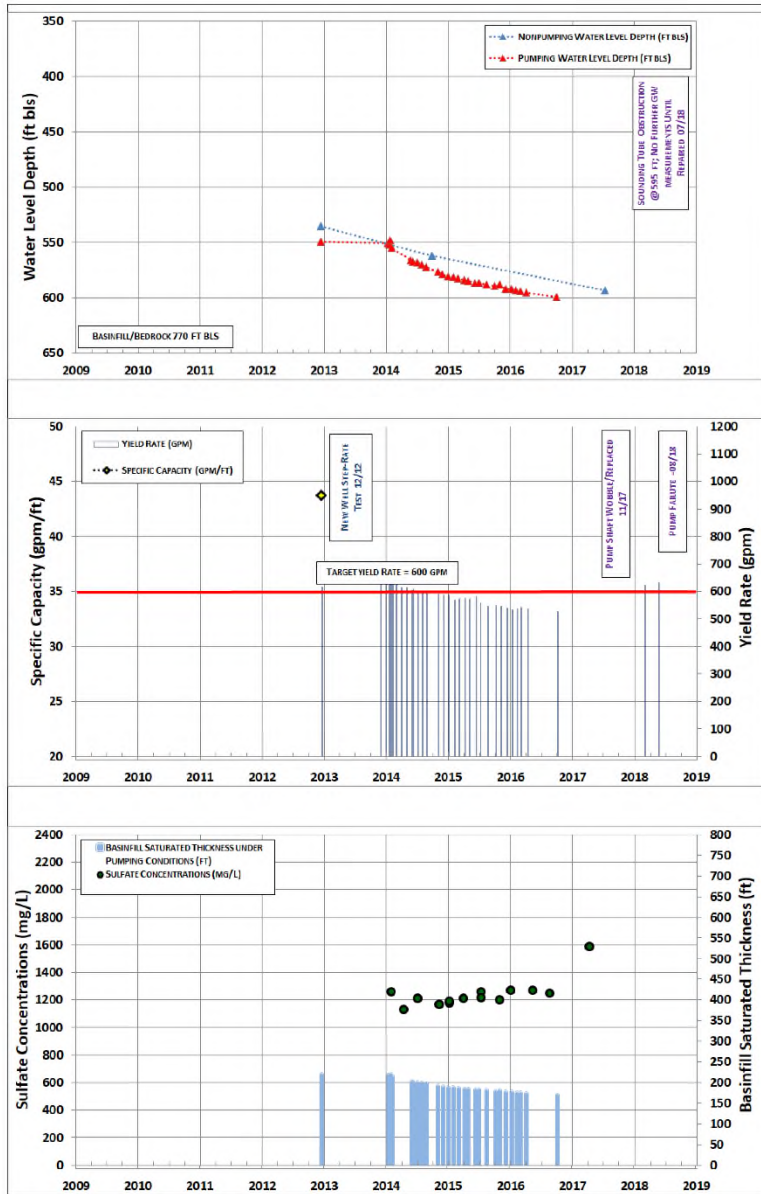 350
400
450
500
550
600
650
Water Level Depth (ft bls)
NONPUMPING WATER LEVEL DEPTH (FT BLS)
PUMPING WATER LEVEL DEPTH (FT BLS)
SOUNDING TUBE OBSTRUCTION
@595 FT; NO FURTHER GW
MEASUREMENTS UNTIL
REPAIRED 07/18
BASINFILL/BEDROCK 770 FT BLS
2009 2010 2011 2012 2013 2014 2015 2016 2017 2018 2019
50
45
40
35
30
25
20
Specific Capacity (gpm/ft)
YIELD RATE (GPM)
SPECIFIC CAPACITY (GPM/FT)
NEW WELL STEP-RATE
TEST 12/12
TARGET YIELD RATE = 600 GPM
PUMP SHAFT WOBBLE/REPLACED
11/17
PUMP FAILUTE -08/18
1200
1100
1000
900
800
700
600
500
400
300
200
100
0
Yield Rate (gpm)
2009 2010 2011 2012 2013 2014 2015 2016 2017 2018 2019
2400
2200
2000
1800
1600
1400
1200
1000
800
600
400
200
0
Sulfate Concentrations (mg/L)
BASINFILL SATURATED THICKNESS UNDER
PUMPING CONDITIONS (FT)
SULFATE CONCENTRATIONS (MG/L)
800
750
700
650
600
550
500
450
400
350
300
250
200
150
100
50
0
Basinfill Saturated Thickness (ft)
2009 2010 2011 2012 2013 2014 2015 2016 2017 2018 2019